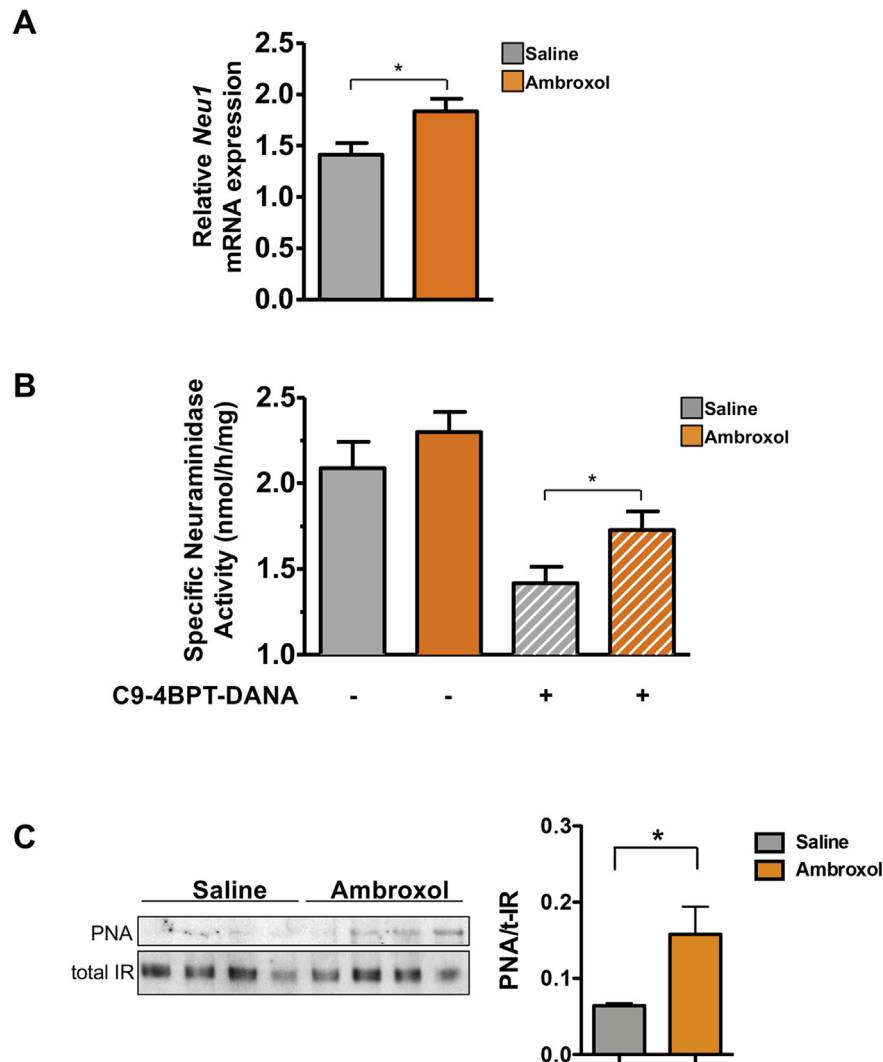 A
Relative Neu1
mRNA expression
2.5
2.0
1.5
1.0
0.5
0.0
*
Saline
Ambroxol
B
Specific Neuraminidase
Activity (nmol/h/mg)
2.5
2.0
1.5
1.0
*
Saline
Ambroxol
C9-4BPT-DANA - - + +
C
Saline Ambroxol
PNA
total IR
PNA/t-IR
0.3
0.2
0.1
0.0
*
Saline
Ambroxol